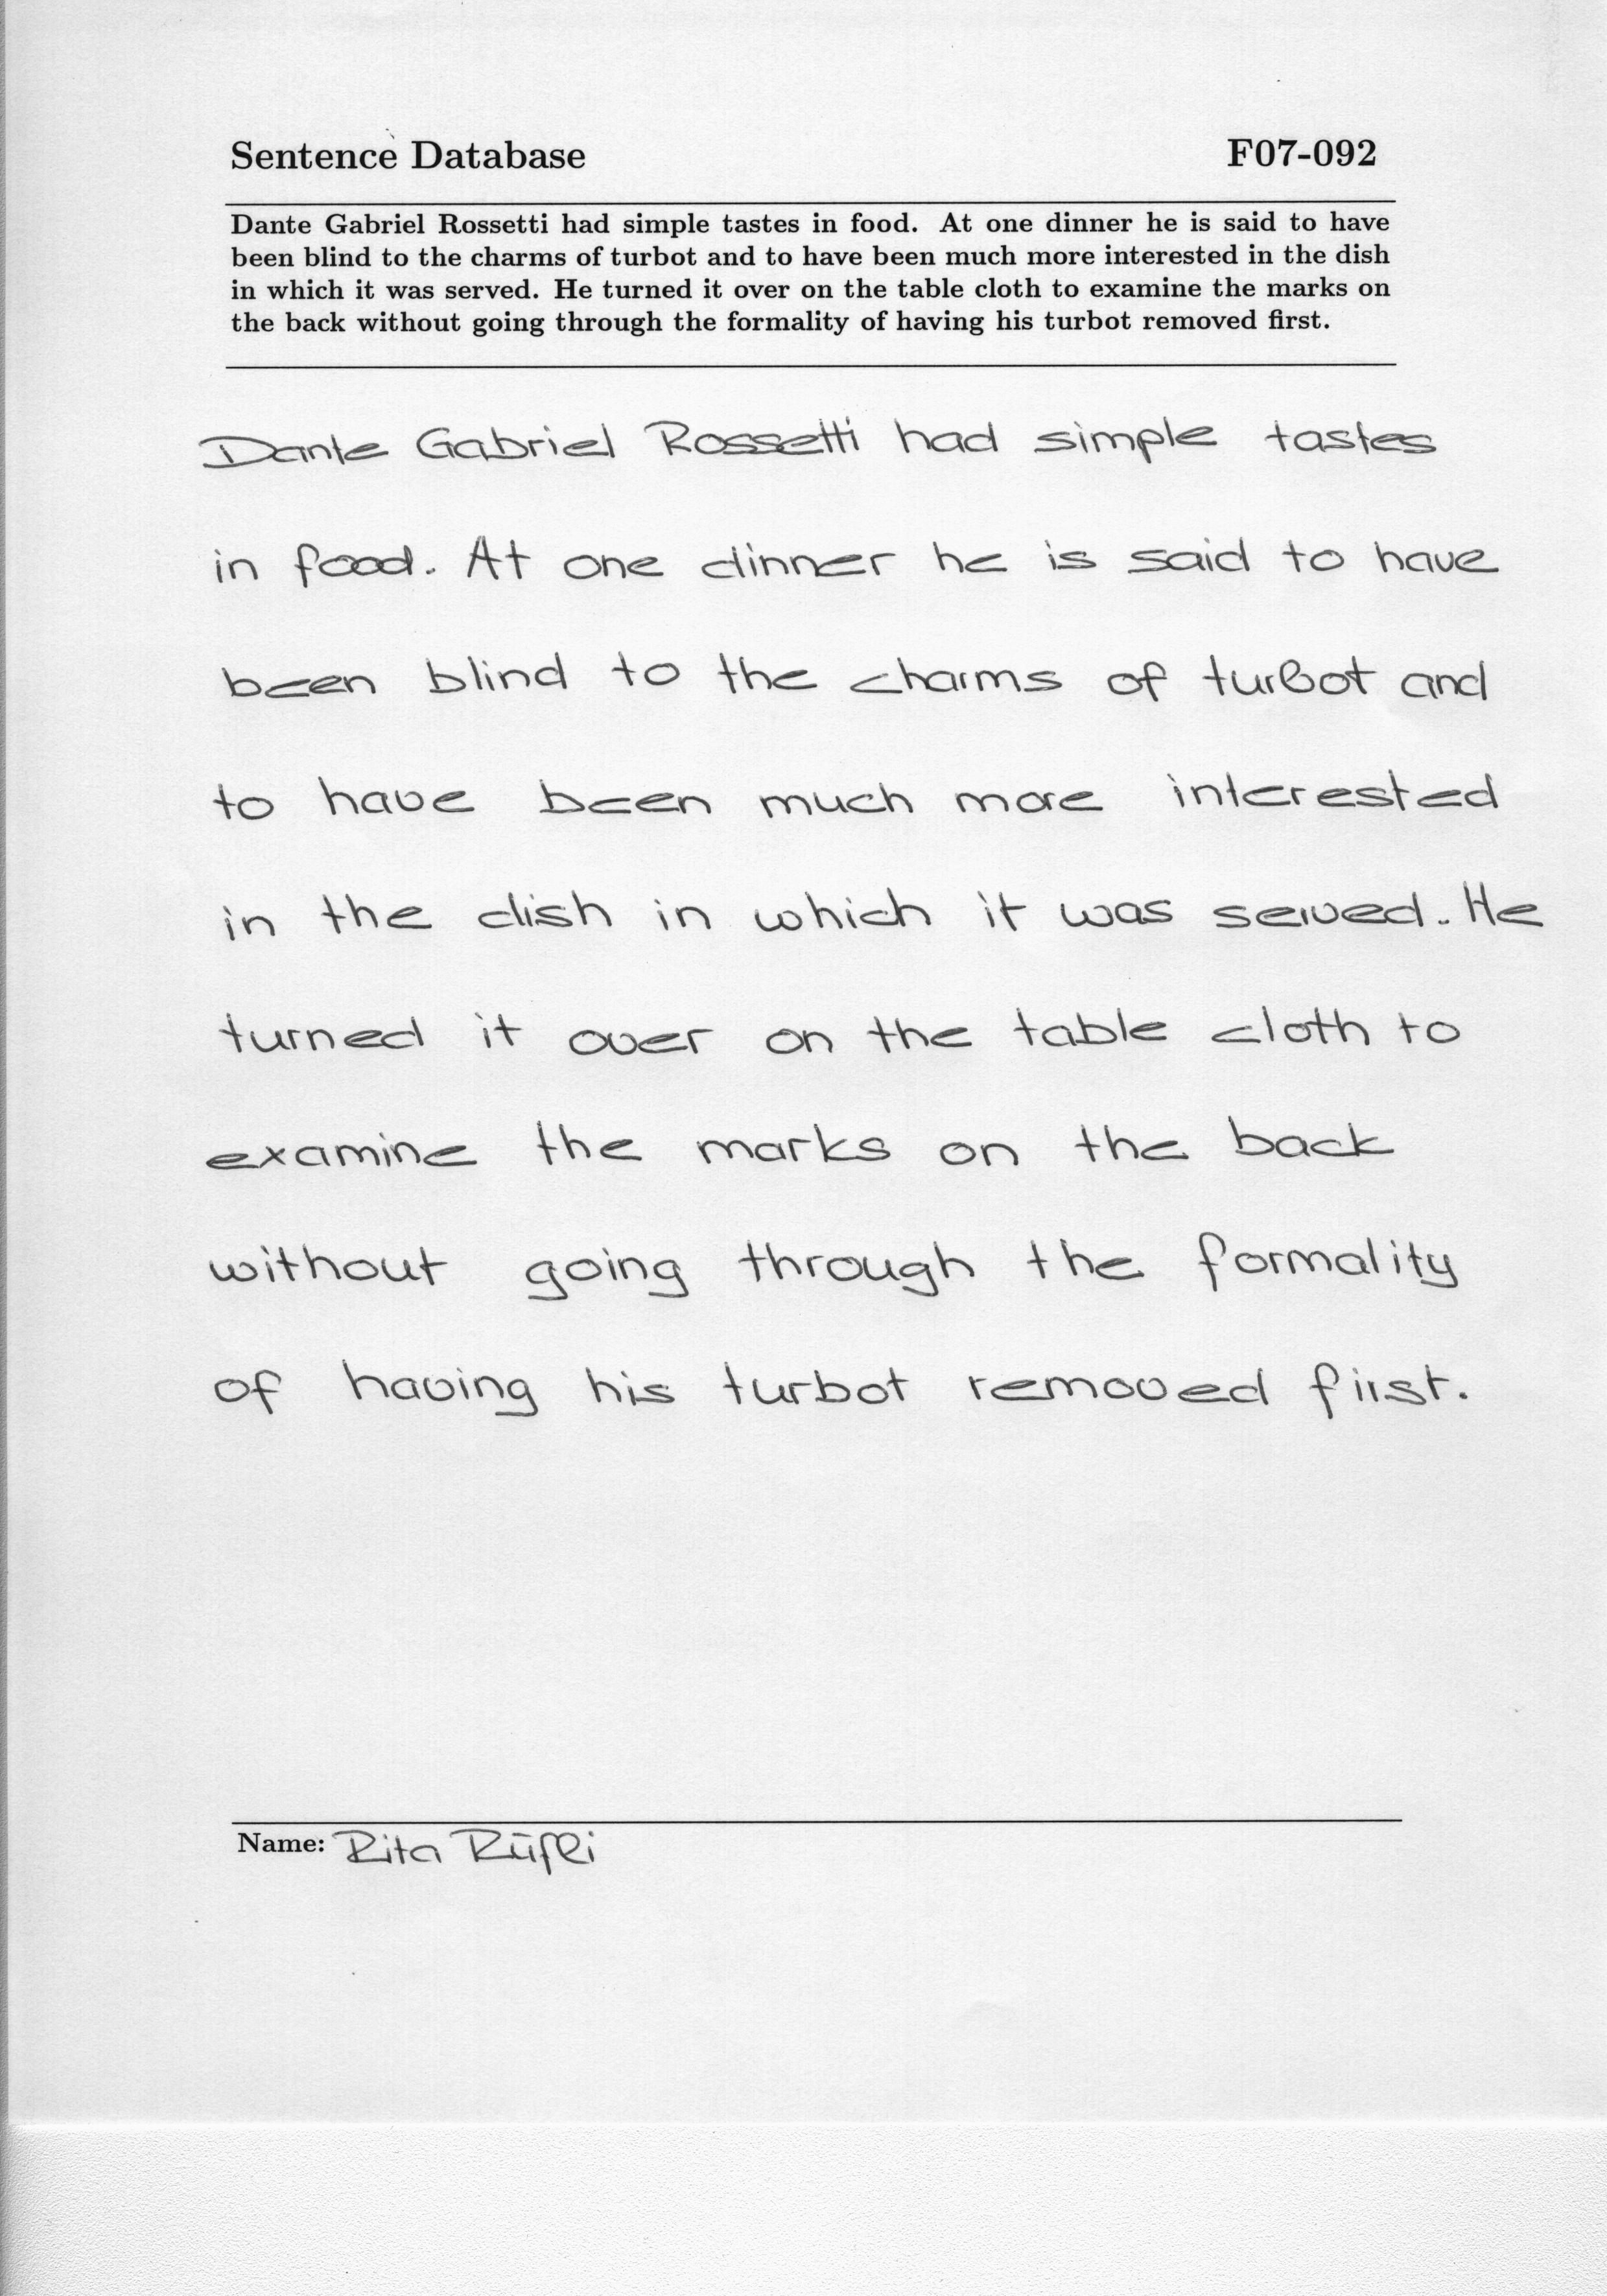 Sentence Database F07-092
Dante Gabriel Rossetti had simple tastes in food. At one dinner he is said to have
been blind to the charms of turbot and to have been much more interested in the dish
in which it was served. He turned it over on the table cloth to examine the marks on
the back without going through the formality of having his turbot removed first.
Dante Gabriel Rossetti had simple tastes
in food. At one dinner he is said to have
been blind to the charms of turbot and
to have been much more interested
in the dish in which it was served. He
turned it over on the table cloth to
examine the marks on the back
without going through the formality
of having his turbot removed first.
Name: Rita Rüfli